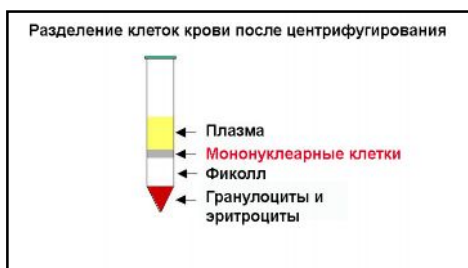 Разделение клеток крови после центрифугирования
Плазма
Мононуклеарные клетки
Фиколл
Гранулоциты и
эритроциты